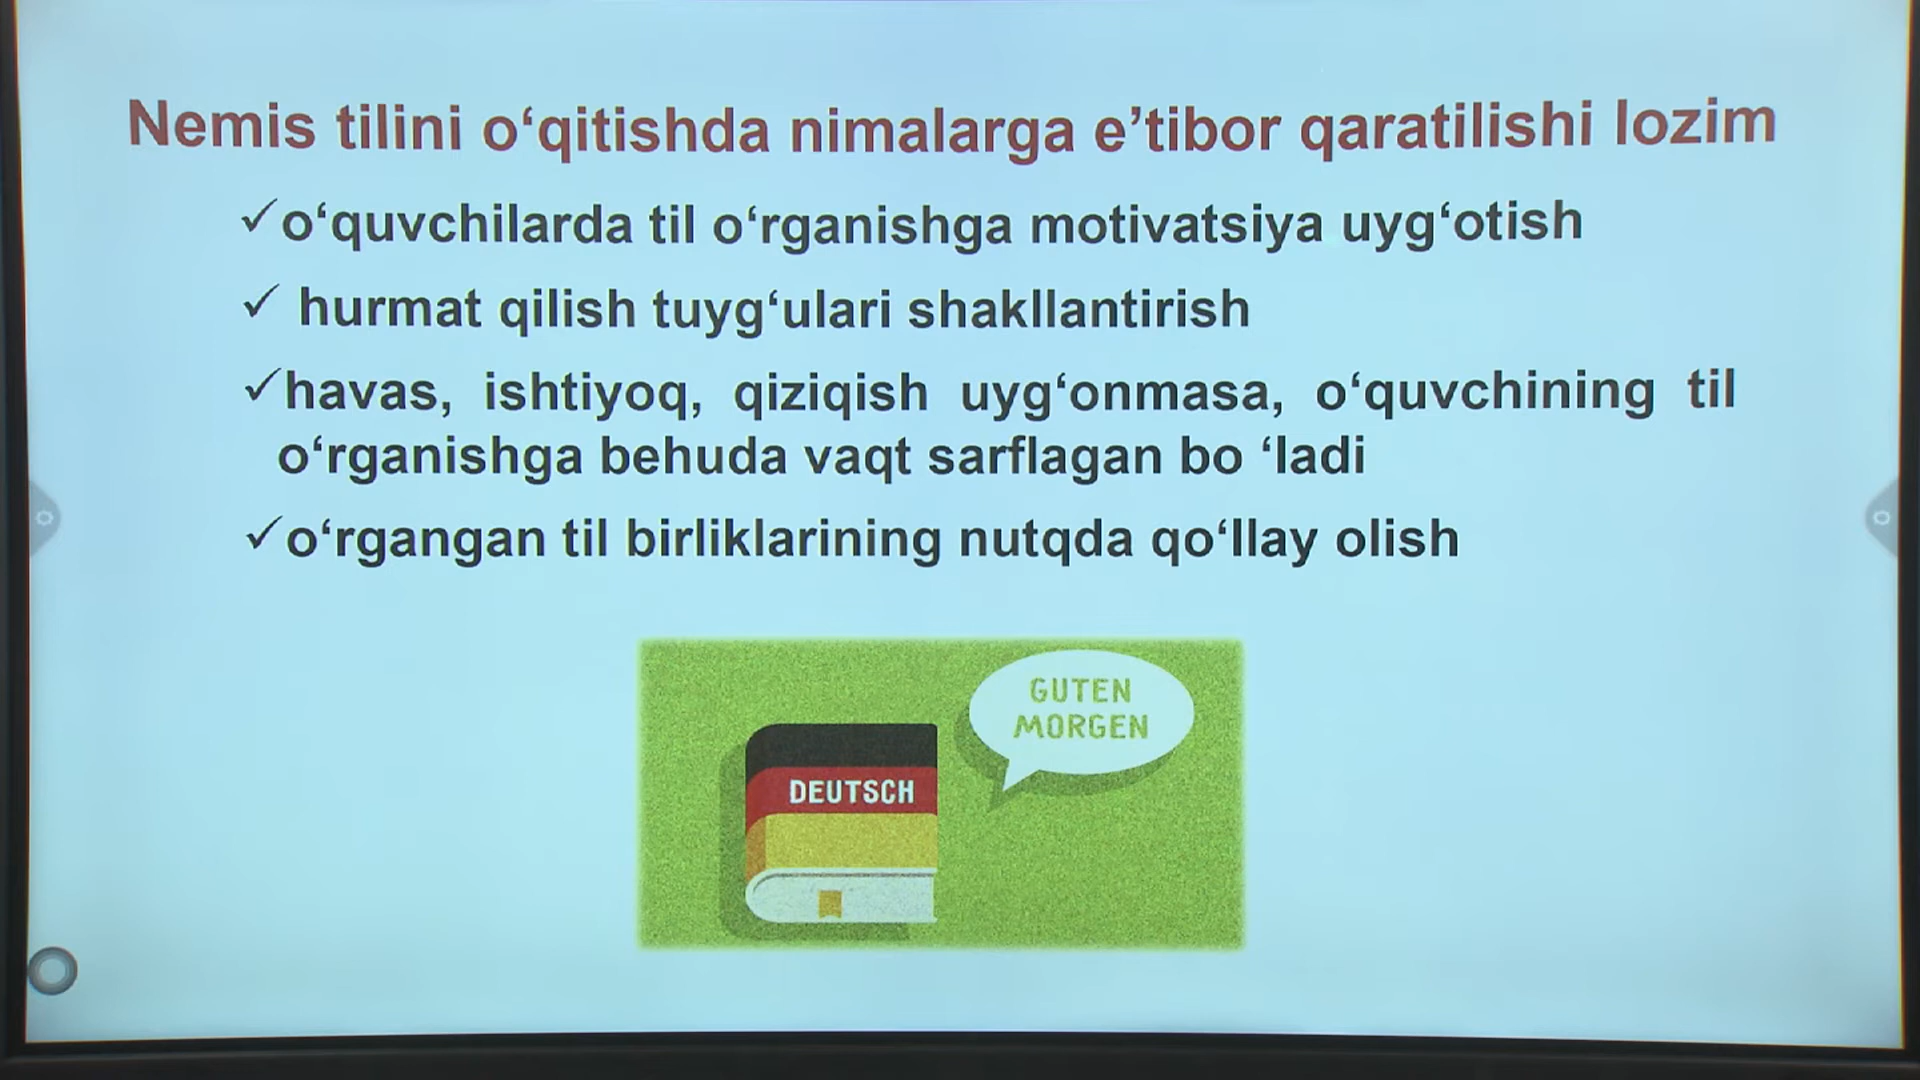 Nemis tilini o‘qitishda nimalarga e’tibor qaratilishi lozim
✓o‘quvchilarda til o‘rganishga motivatsiya uyg‘otish
✓ hurmat qilish tuyg‘ulari shakllantirish
✓havas, ishtiyoq, qiziqish uyg‘onmasa, o‘quvchining til
o‘rganishga behuda vaqt sarflagan bo ‘ladi
✓o‘rgangan til birliklarining nutqda qo‘llay olish
GUTEN
MORGEN
DEUTSCH